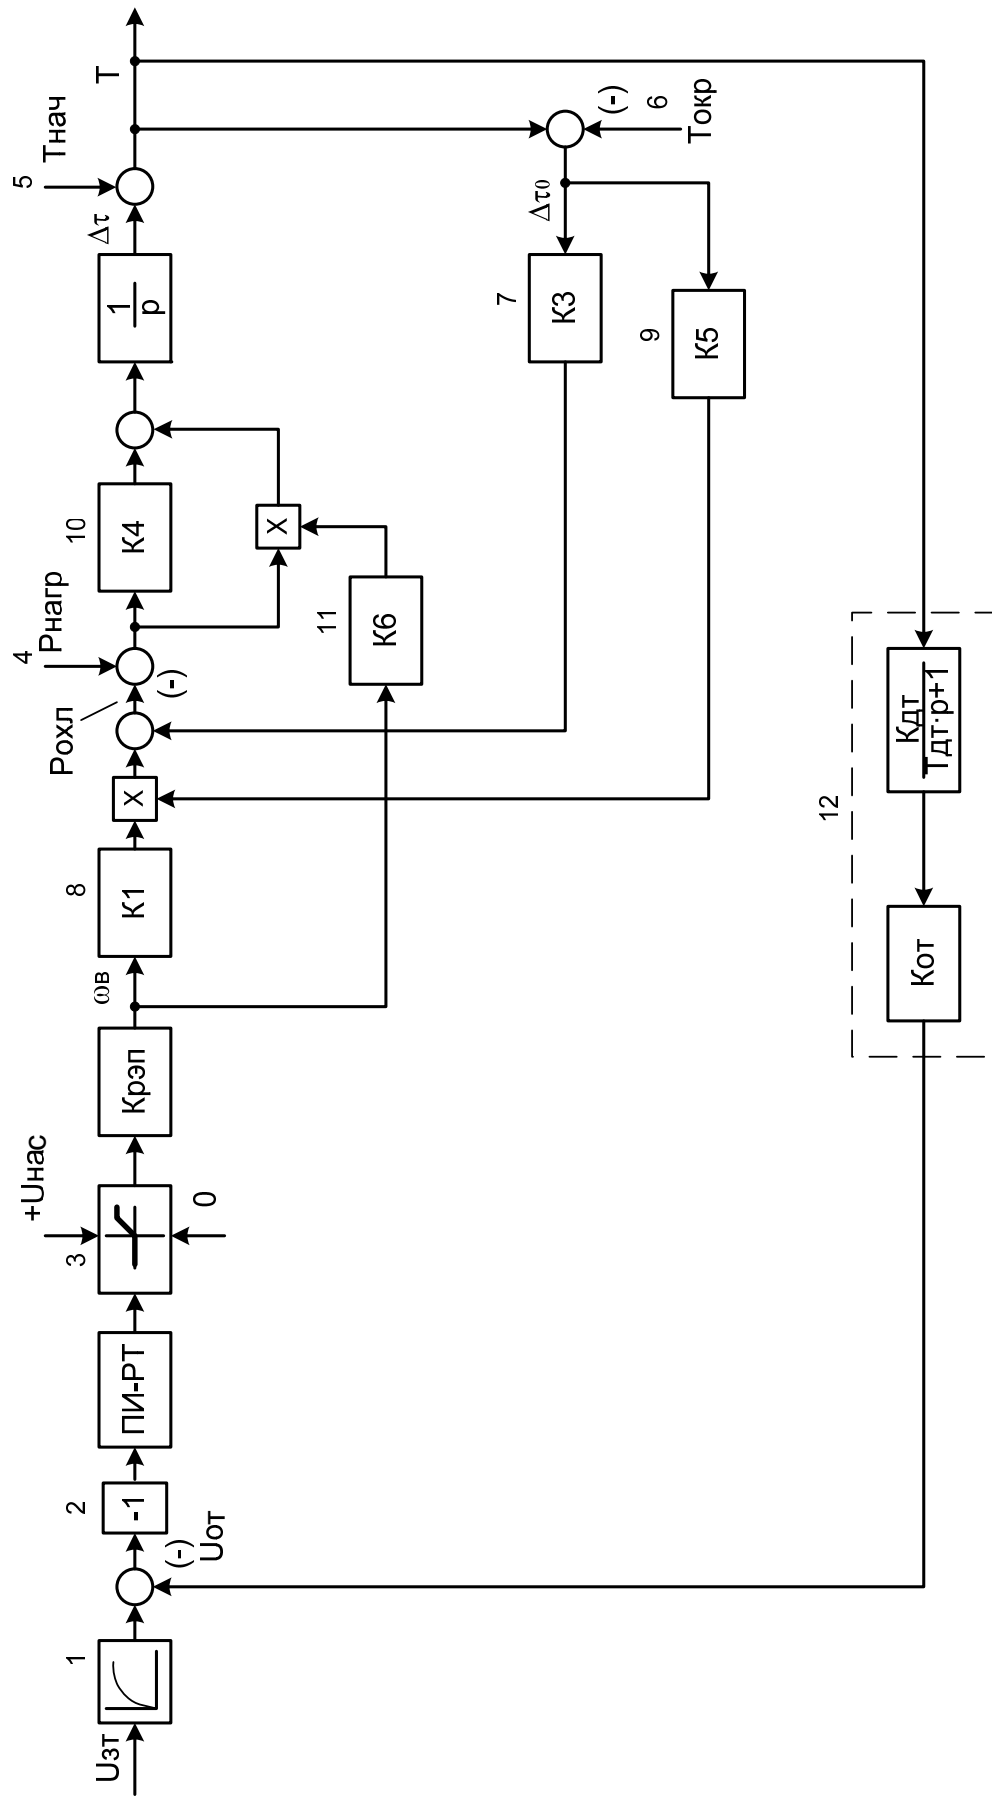 Uзт
1
(-)
Uот
2
-1
ПИ-РТ
3
+Uнас
0
Крэп
ωв
8
К1
X
Рохл
(-)
4
Рнагр
10
К4
11
К6
X
1
р
Δτ
5
Тнач
Т
(-)
6
Токр
Δτ0
7
К3
9
К5
12
Кдт
Тдт·р+1
Кот